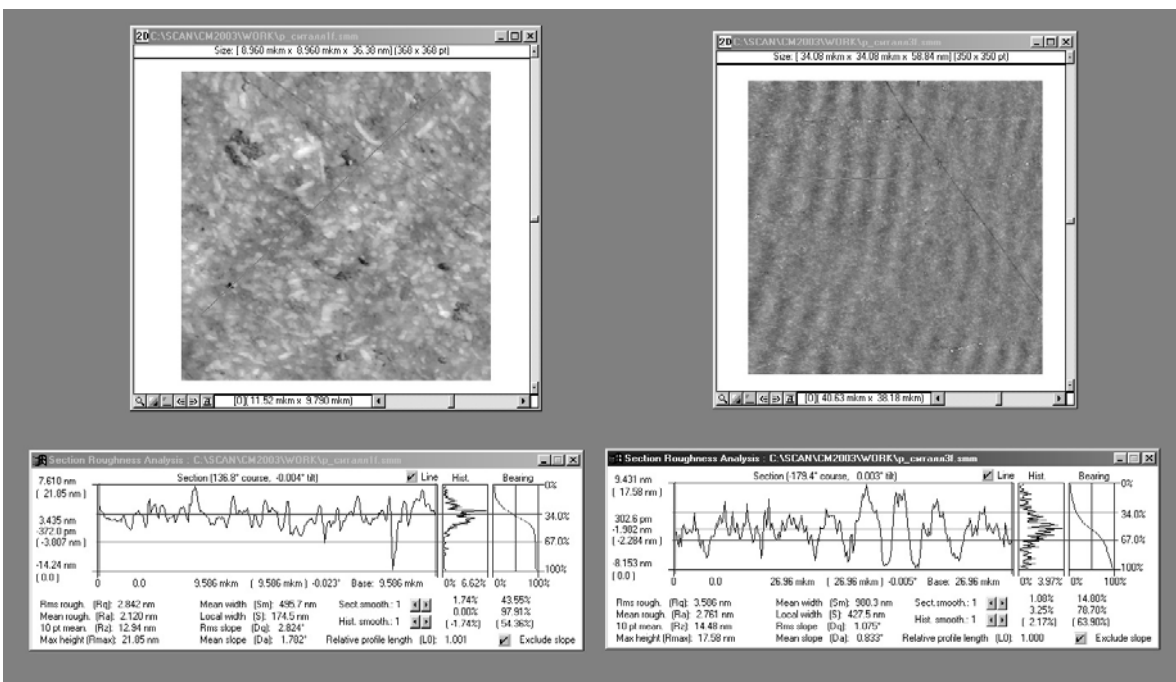 2D C:\SCAN\CM2003\WORK\p_ситалл1f.smm
Size: [ 8.960 mkm x 8.960 mkm x 36.38 nm] (368 x 368 pt)
[0]( 11.52 mkm x 9.790 mkm)
2D C:\SCAN\CM2003\WORK\p_ситалл3f.smm
Size: [ 34.08 mkm x 34.08 mkm x 58.84 nm] (350 x 350 pt)
[0]( 40.63 mkm x 38.18 mkm)
Section Roughness Analysis : C:\SCAN\CM2003\WORK\p_ситалл1f.smm
7.610 nm Section (136.8° course, -0.004° tilt) Line Hist. Bearing
( 21.85 nm ) 0%
3.435 nm 34.0%
-372.0 pm
( -3.807 nm ) 67.0%
-14.24 nm 100%
( 0.0 ) 0 0.0 9.586 mkm ( 9.586 mkm ) -0.023° Base: 9.586 mkm 0% 6.62% 0% 100%
Rms rough. (Rq): 2.842 nm Mean width (Sm): 495.7 nm Sect.smooth.: 1 1.74% 43.55%
Mean rough. (Ra): 2.120 nm Local width (S): 174.5 nm 0.00% 97.91%
10 pt mean. (Rz): 12.94 nm Rms slope (Dq): 2.824° Hist. smooth.: 1 ( -1.74%) ( 54.36%)
Max height (Rmax): 21.85 nm Mean slope (Da): 1.782° Relative profile length (L0): 1.001 Exclude slope
Section Roughness Analysis : C:\SCAN\CM2003\WORK\p_ситалл3f.smm
9.431 nm Section (-179.4° course, 0.003° tilt) Line Hist. Bearing
( 17.58 nm ) 0%
302.6 pm 34.0%
-1.982 nm
( -2.284 nm ) 67.0%
-8.153 nm 100%
( 0.0 ) 0 0.0 26.96 mkm ( 26.96 mkm ) -0.005° Base: 26.96 mkm 0% 3.97% 0% 100%
Rms rough. (Rq): 3.506 nm Mean width (Sm): 980.3 nm Sect.smooth.: 1 1.08% 14.80%
Mean rough. (Ra): 2.761 nm Local width (S): 427.5 nm 3.25% 78.70%
10 pt mean. (Rz): 14.48 nm Rms slope (Dq): 1.075° Hist. smooth.: 1 ( 2.17%) ( 63.90%)
Max height (Rmax): 17.58 nm Mean slope (Da): 0.833° Relative profile length (L0): 1.000 Exclude slope